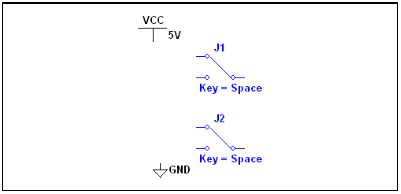 VCC
5V
J1
Key = Space
J2
Key = Space
GND